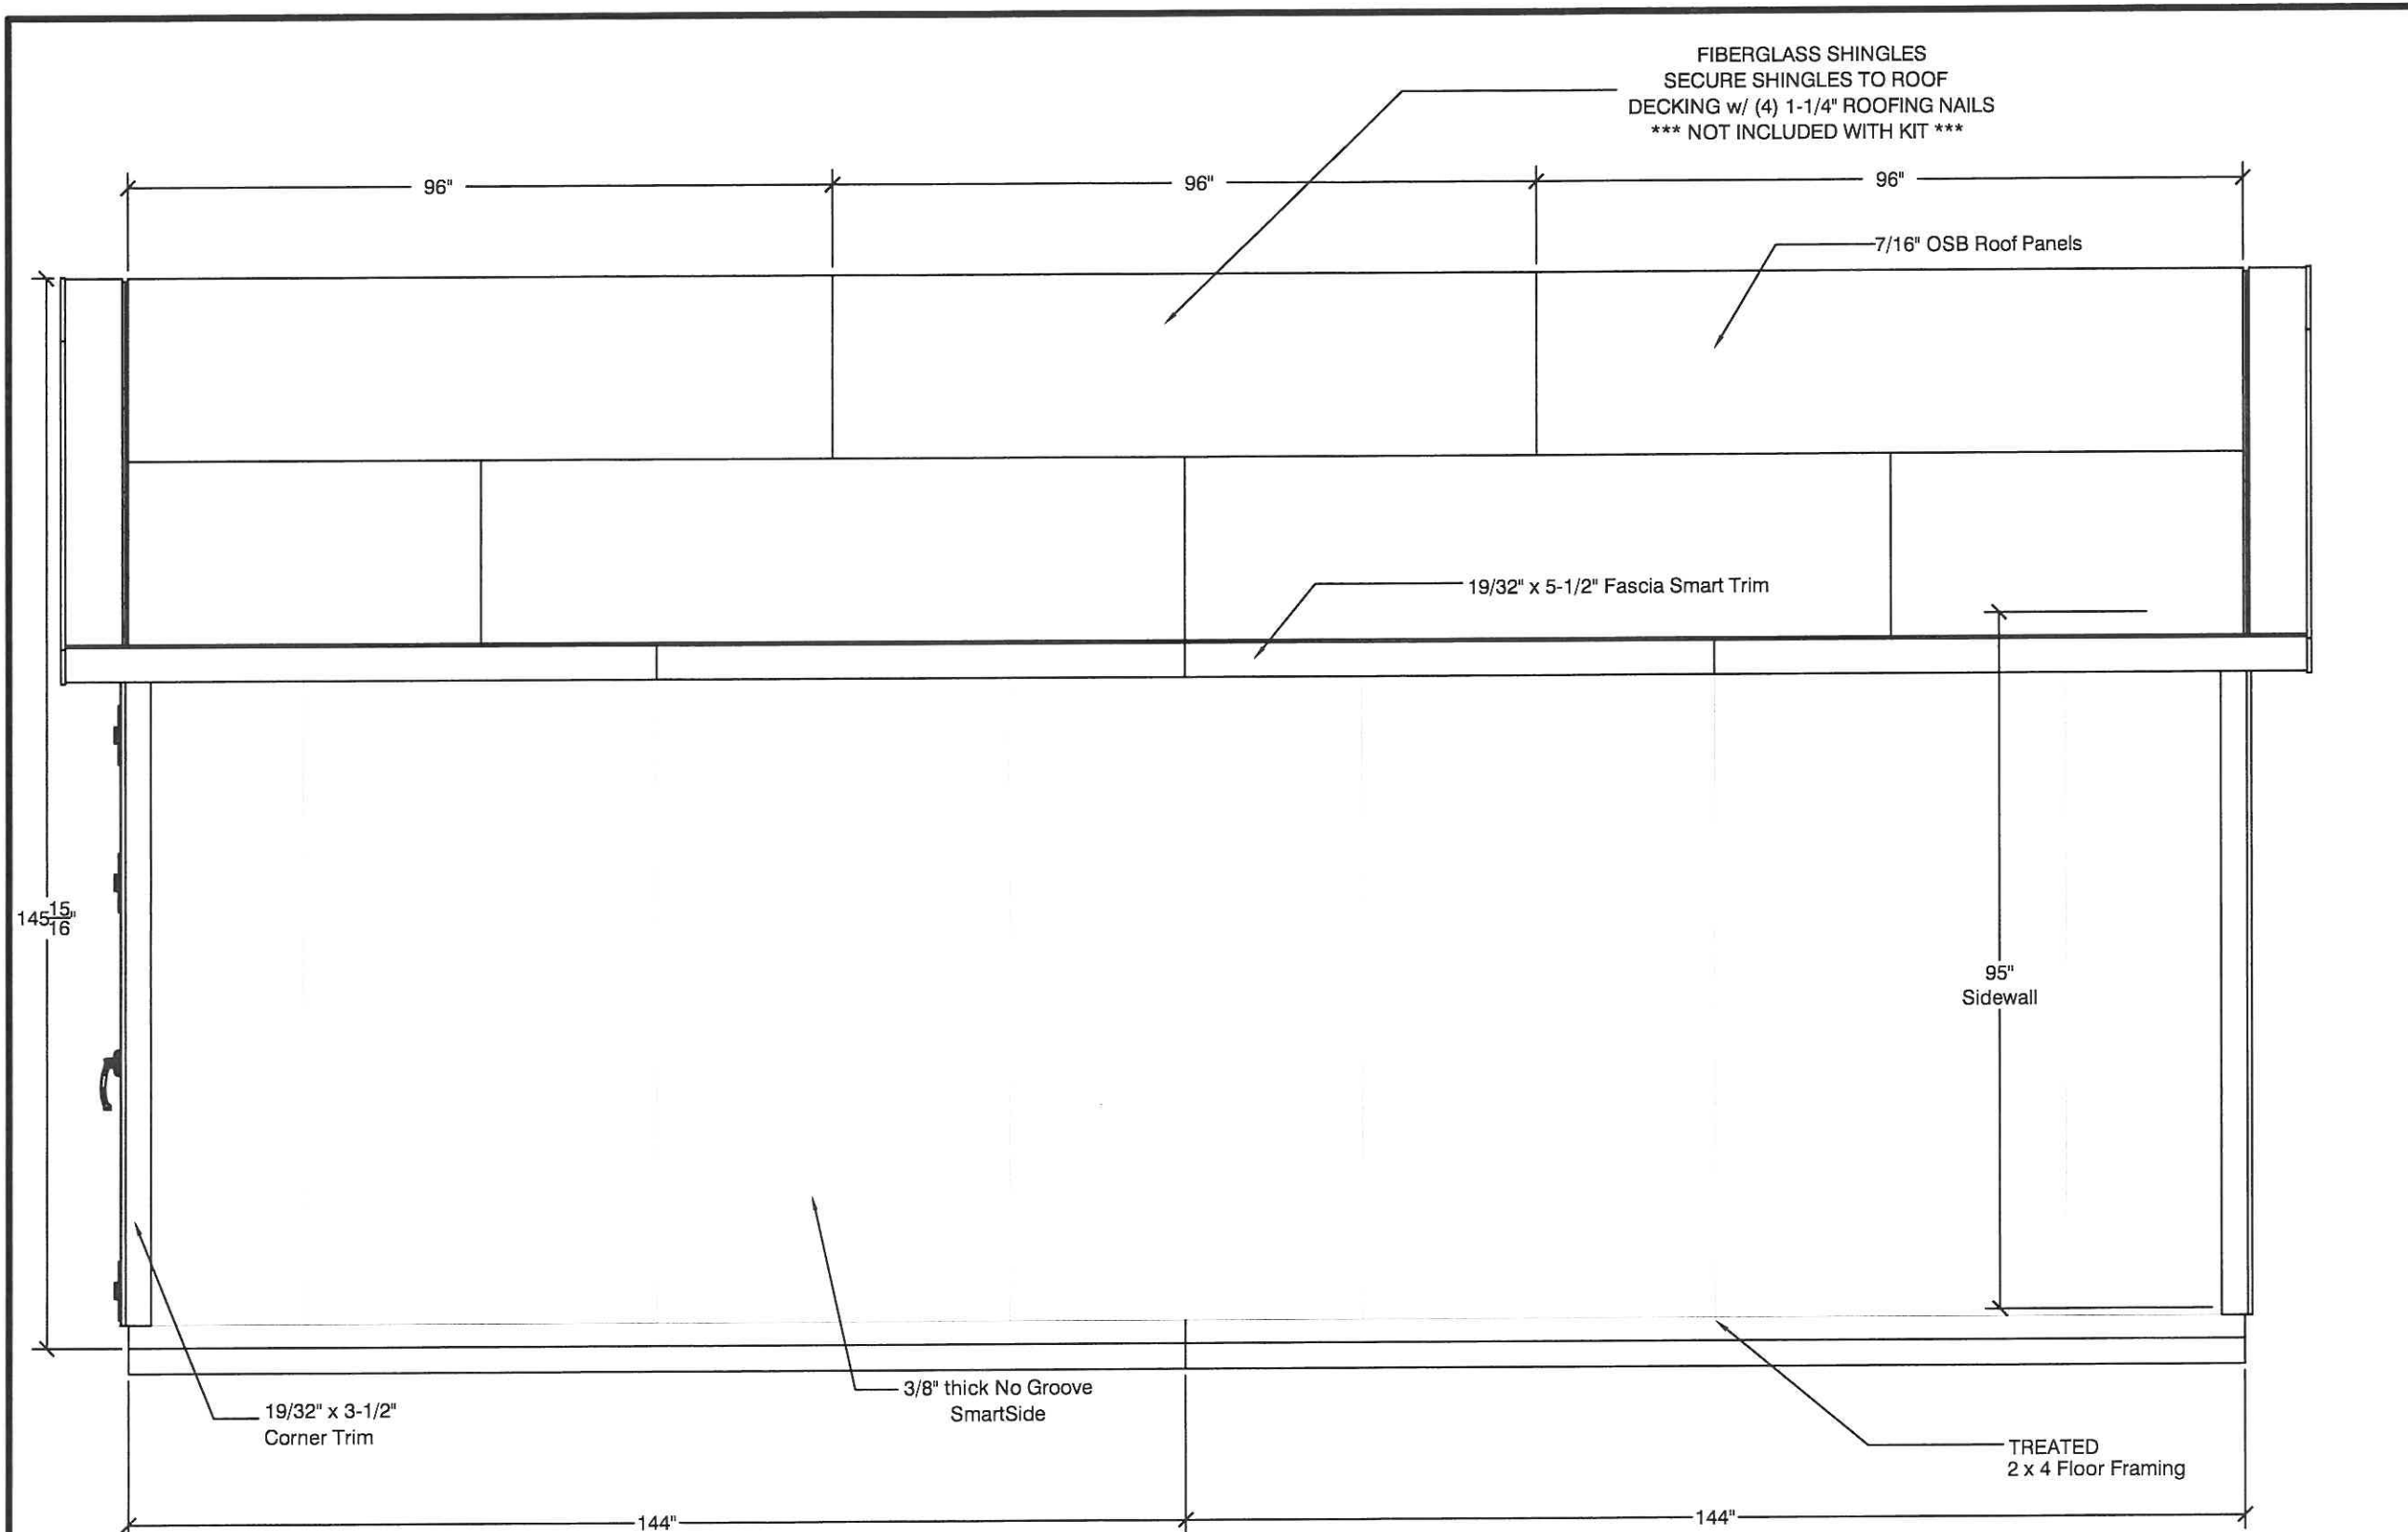 FIBERGLASS SHINGLES
SECURE SHINGLES TO ROOF
DECKING w/ (4) 1-1/4" ROOFING NAILS
*** NOT INCLUDED WITH KIT ***
96"
96"
96"
7/16" OSB Roof Panels
19/32" x 5-1/2" Fascia Smart Trim
145 15/16"
95"
Sidewall
3/8" thick No Groove
SmartSide
19/32" x 3-1/2"
Corner Trim
TREATED
2 x 4 Floor Framing
144"
144"